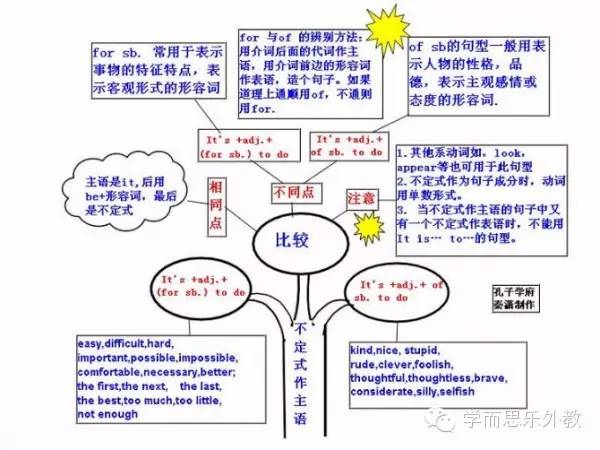 for sb. 常用于表示
事物的特征特点，表
示客观形式的形容词
for 与of 的辨别方法：
用介词后面的代词作主
语，用介词前边的形容词
作表语，造个句子。如果
道理上通顺用of，不通则
用for.
of sb的句型一般用表
示人物的性格，品
德，表示主观感情或
态度的形容词.
It's +adj.+
(for sb.) to do
It's +adj.+
of sb. to do
主语是it,后用
be+形容词，最后
是不定式
相同点
不同点
注意
1.其他系动词如，look,
appear等也可用于此句型
2.不定式作为句子成分时，动词
用单数形式。
3. 当不定式作主语的句子中又
有一个不定式作表语时，不能用
It is… to…的句型。
比较
It's +adj.+
(for sb.) to do
It's +adj.+ of
sb. to do
孔子学府
秦潇制作
easy,difficult,hard,
important,possible,impossible,
comfortable,necessary,better;
the first,the next, the last,
the best,too much,too little,
not enough
不定式作主语
kind,nice, stupid,
rude,clever,foolish,
thoughtful,thoughtless,brave,
considerate,silly,selfish
学而思乐外教